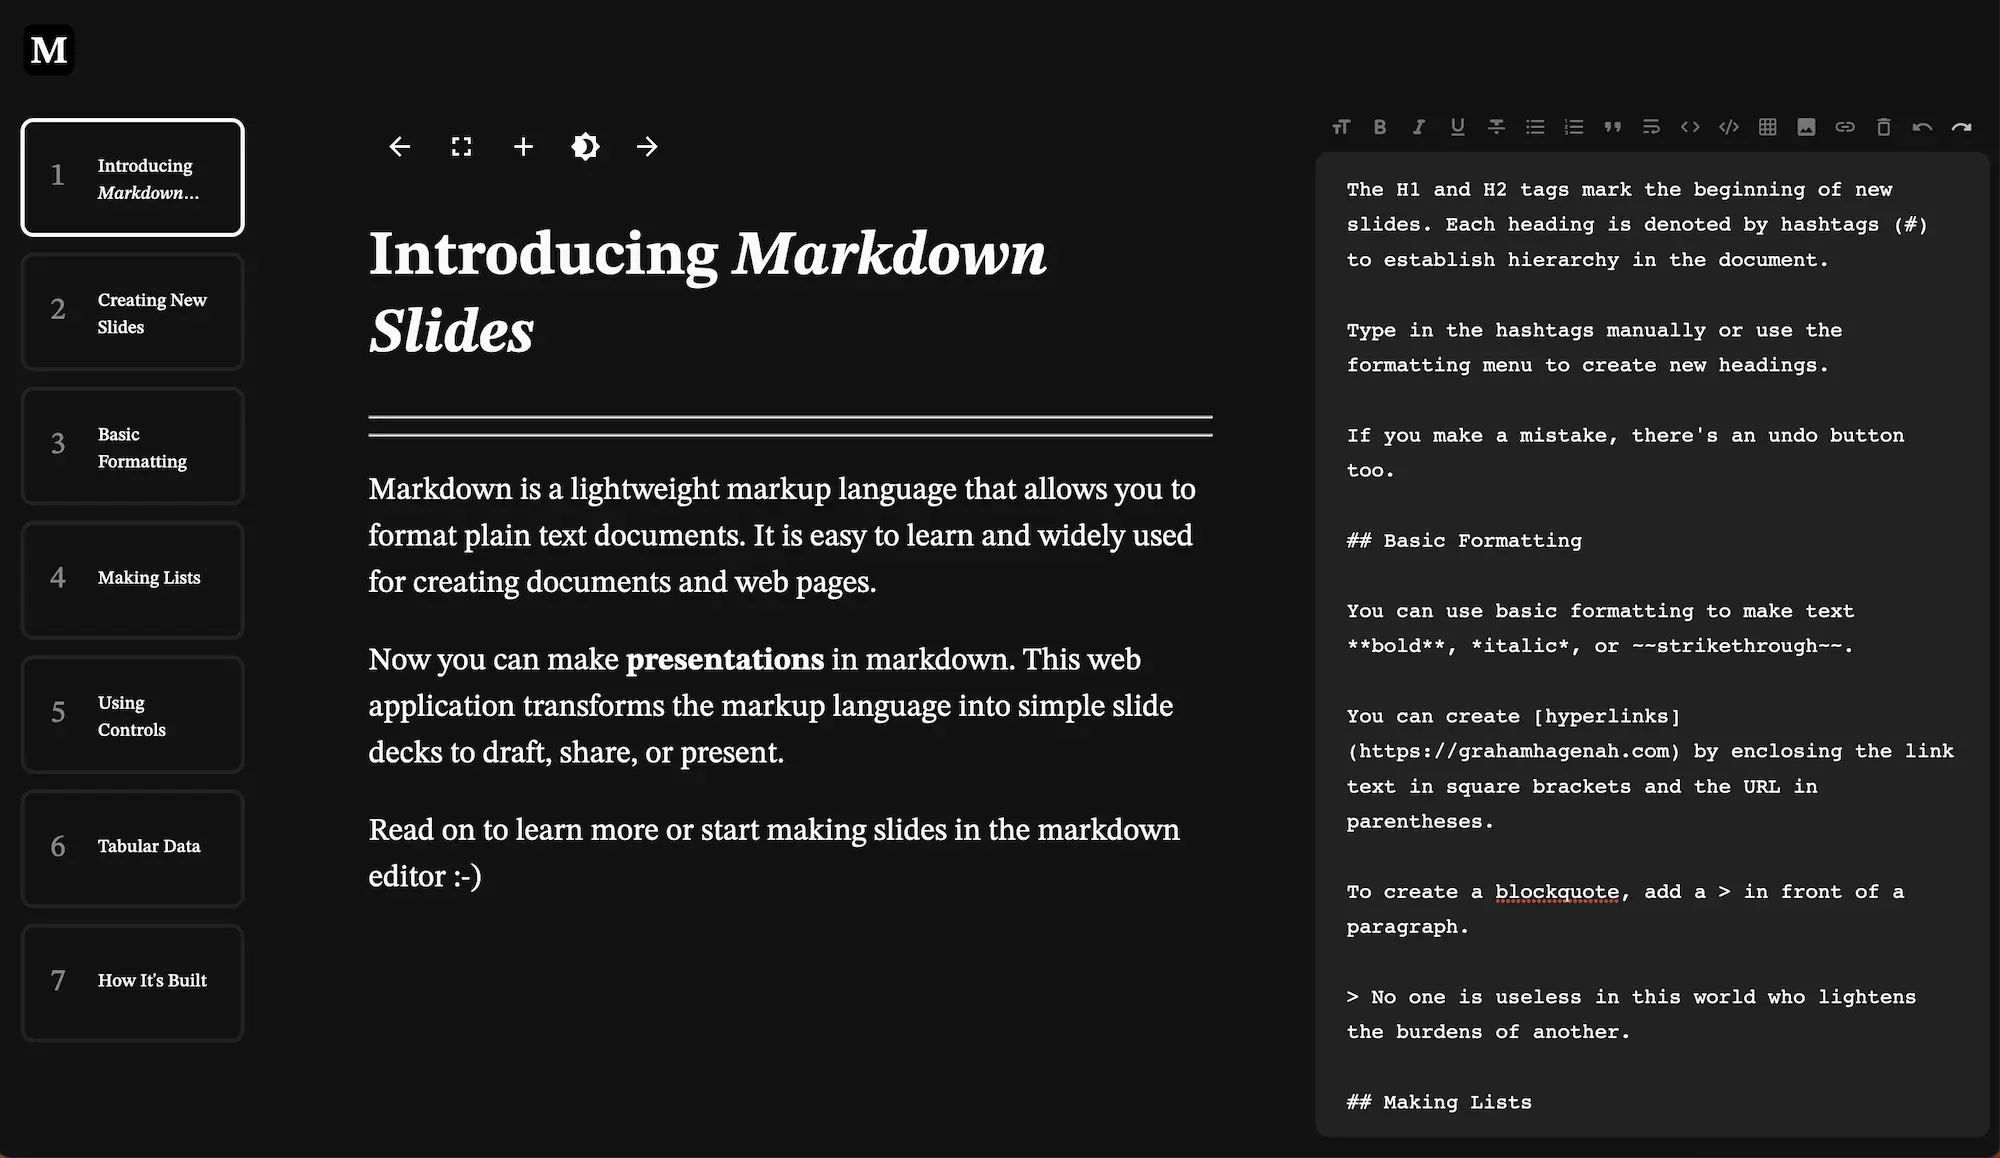 M
1
Introducing
Markdown...
2
Creating New
Slides
3
Basic
Formatting
4
Making Lists
5
Using
Controls
6
Tabular Data
7
How It's Built
Introducing Markdown
Slides
Markdown is a lightweight markup language that allows you to
format plain text documents. It is easy to learn and widely used
for creating documents and web pages.
Now you can make presentations in markdown. This web
application transforms the markup language into simple slide
decks to draft, share, or present.
Read on to learn more or start making slides in the markdown
editor :-)
The H1 and H2 tags mark the beginning of new
slides. Each heading is denoted by hashtags (#)
to establish hierarchy in the document.
Type in the hashtags manually or use the
formatting menu to create new headings.
If you make a mistake, there's an undo button
too.
## Basic Formatting
You can use basic formatting to make text
**bold**, *italic*, or ~~strikethrough~~.
You can create [hyperlinks]
(https://grahamhagenah.com) by enclosing the link
text in square brackets and the URL in
parentheses.
To create a blockquote, add a > in front of a
paragraph.
> No one is useless in this world who lightens
the burdens of another.
## Making Lists